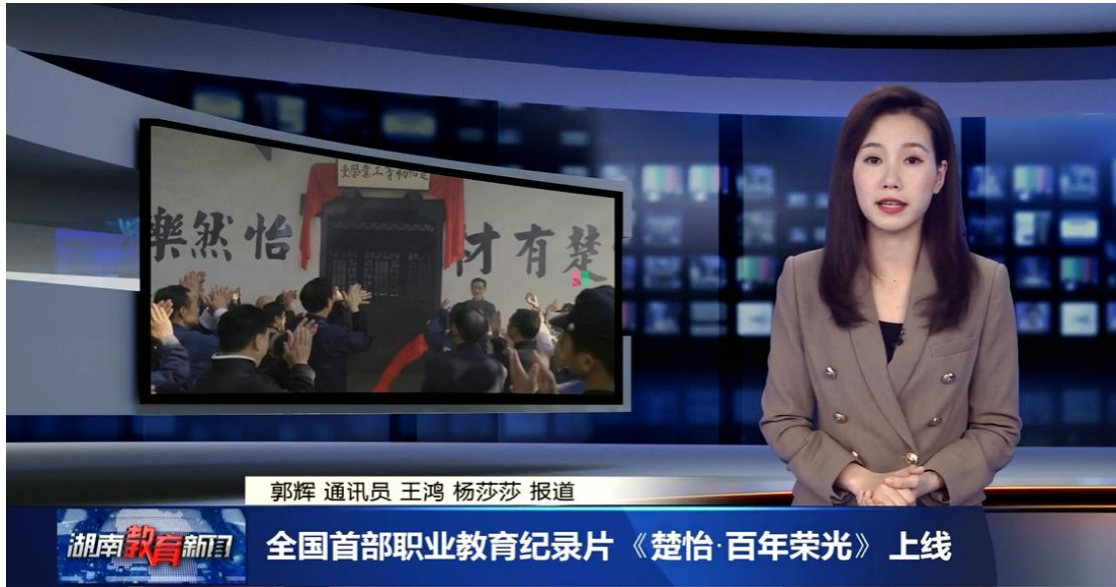 樂然怡
材有楚
郭辉 通讯员 王鸿 杨莎莎 报道
湖南教育新闻
全国首部职业教育纪录片《楚怡·百年荣光》上线